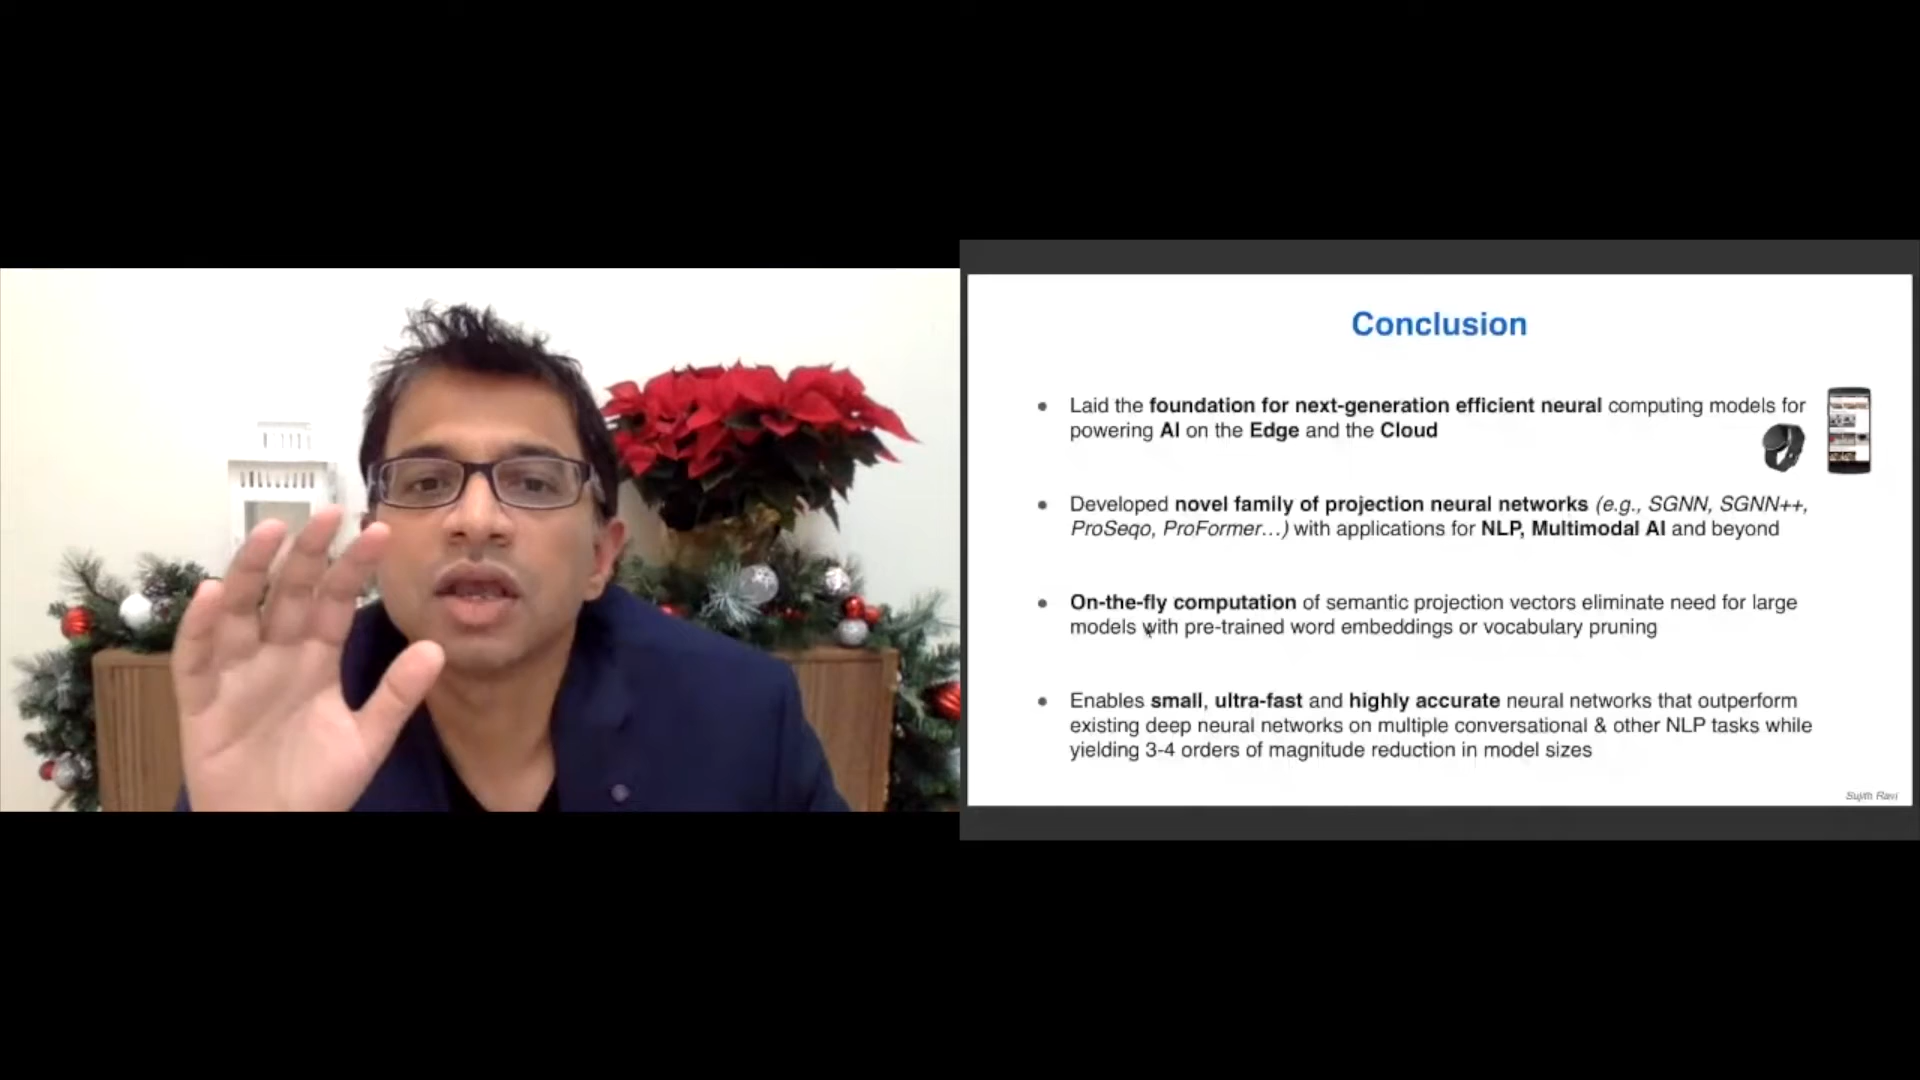 Conclusion
Laid the foundation for next-generation efficient neural computing models for
powering AI on the Edge and the Cloud
Developed novel family of projection neural networks (e.g., SGNN, SGNN++,
ProSeqo, ProFormer…) with applications for NLP, Multimodal AI and beyond
On-the-fly computation of semantic projection vectors eliminate need for large
models with pre-trained word embeddings or vocabulary pruning
Enables small, ultra-fast and highly accurate neural networks that outperform
existing deep neural networks on multiple conversational & other NLP tasks while
yielding 3-4 orders of magnitude reduction in model sizes
Sujith Ravi